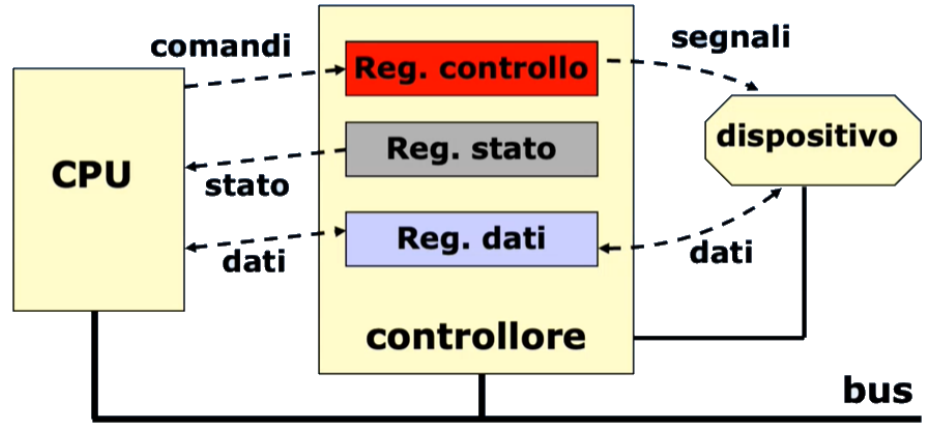 comandi
segnali
Reg. controllo
dispositivo
Reg. stato
CPU
stato
Reg. dati
dati
dati
controllore
bus